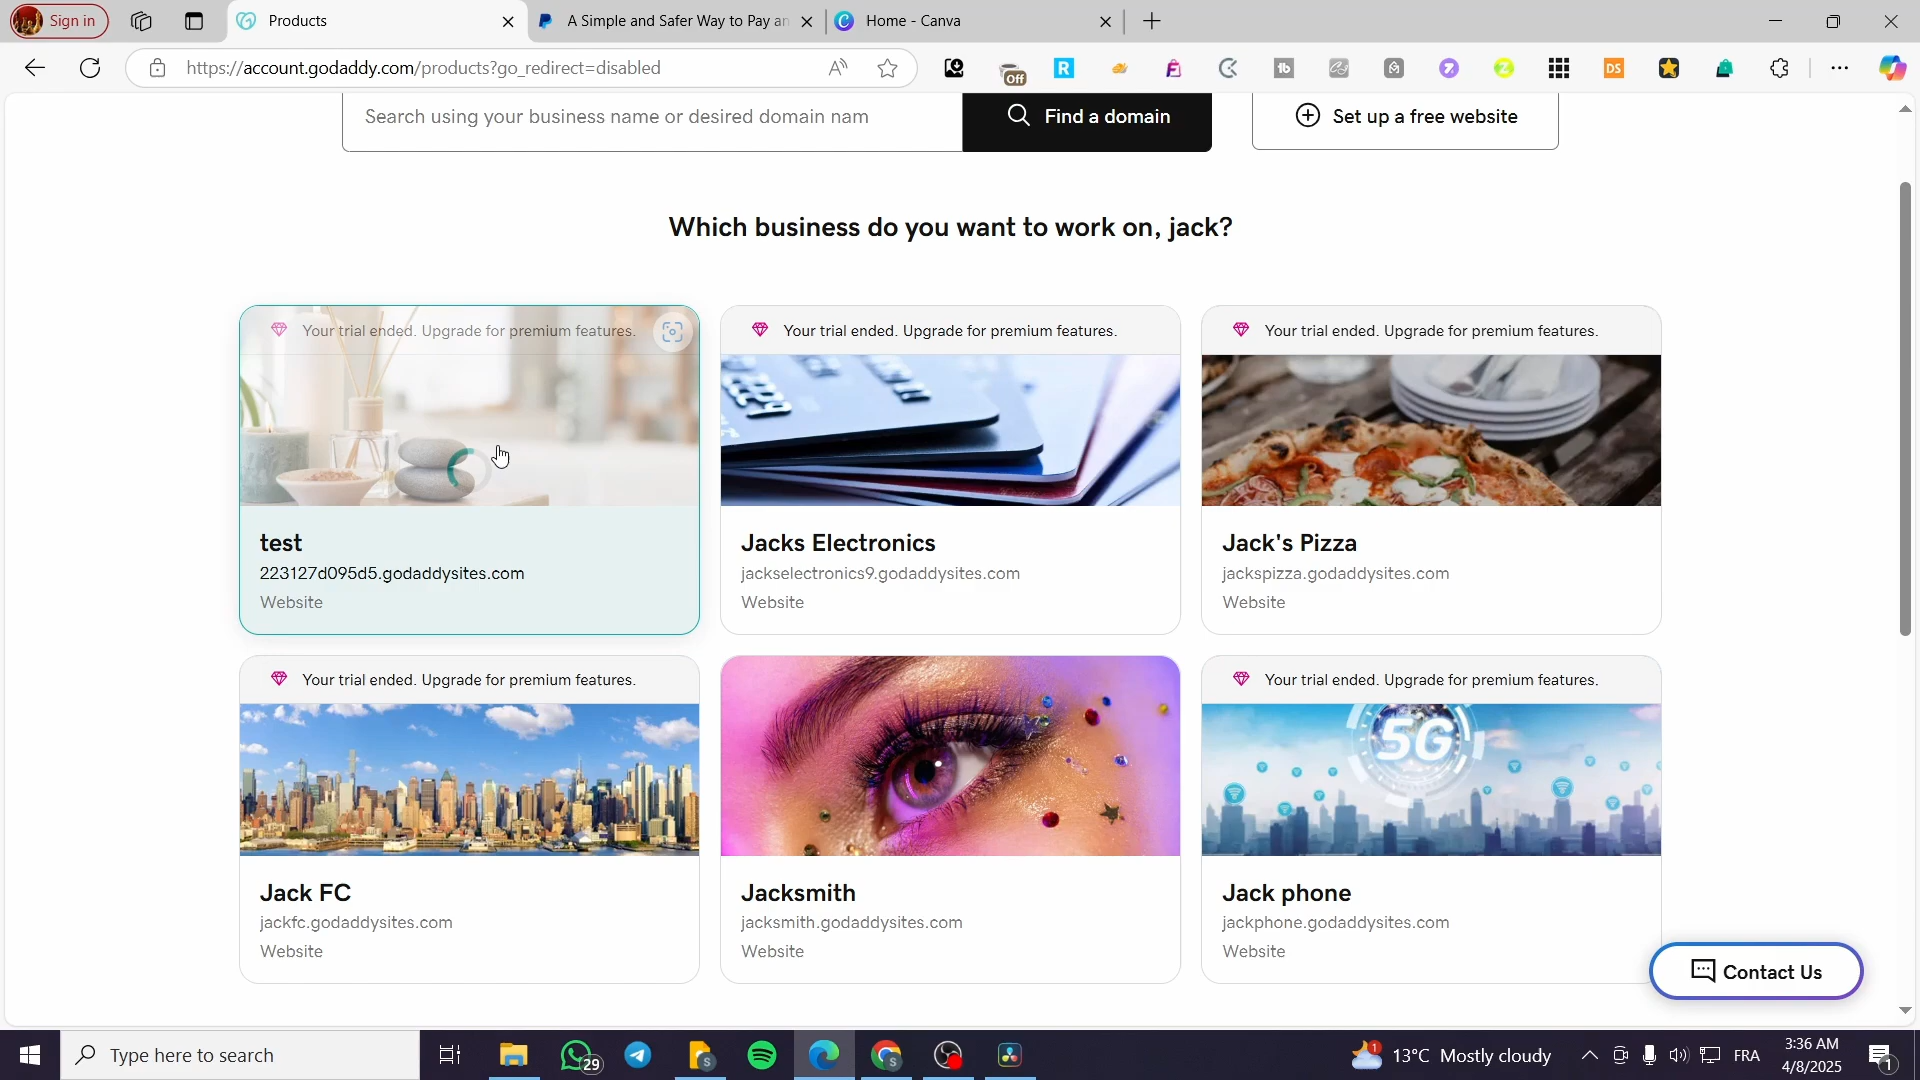 Sign in
Products
A Simple and Safer Way to Pay an
Home - Canva
https://account.godaddy.com/products?go_redirect=disabled
Off
Search using your business name or desired domain nam
Find a domain
Set up a free website
Which business do you want to work on, jack?
Your trial ended. Upgrade for premium features.
Your trial ended. Upgrade for premium features.
Your trial ended. Upgrade for premium features.
test
223127d095d5.godaddysites.com
Website
Jacks Electronics
jackselectronics9.godaddysites.com
Website
Jack's Pizza
jackspizza.godaddysites.com
Website
Your trial ended. Upgrade for premium features.
Your trial ended. Upgrade for premium features.
5G
Jack FC
jackfc.godaddysites.com
Website
Jacksmith
jacksmith.godaddysites.com
Website
Jack phone
jackphone.godaddysites.com
Website
Contact Us
Type here to search
29
13°C Mostly cloudy
FRA
3:36 AM
4/8/2025
1